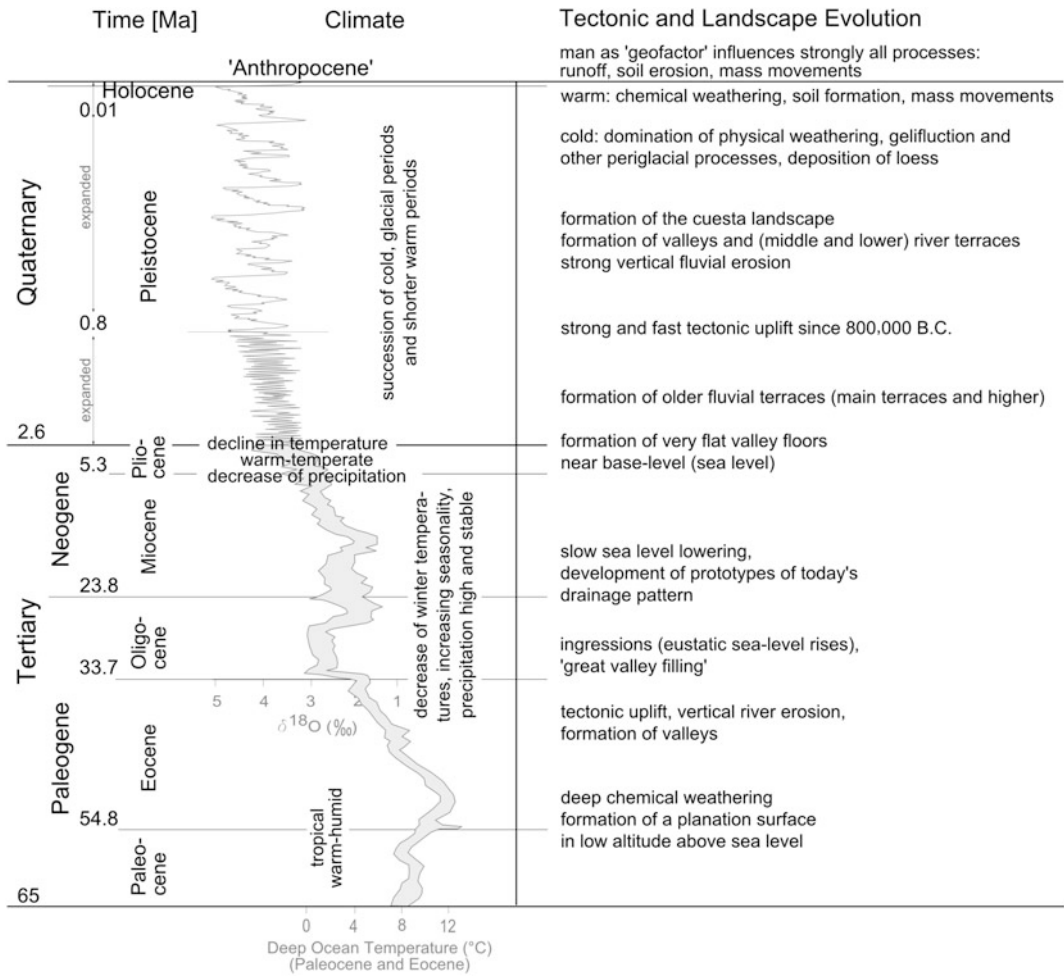 Time [Ma]
Climate
Tectonic and Landscape Evolution
'Anthropocene'
man as 'geofactor' influences strongly all processes:
runoff, soil erosion, mass movements
Holocene
0.01
warm: chemical weathering, soil formation, mass movements
Quaternary
expanded
Pleistocene
succession of cold, glacial periods
and shorter warm periods
cold: domination of physical weathering, gelifluction and
other periglacial processes, deposition of loess
formation of the cuesta landscape
formation of valleys and (middle and lower) river terraces
strong vertical fluvial erosion
0.8
strong and fast tectonic uplift since 800.000 B.C.
expanded
formation of older fluvial terraces (main terraces and higher)
2.6
Plio-
cene
decline in temperature
warm-temperate
decrease of precipitation
formation of very flat valley floors
near base-level (sea level)
5.3
Tertiary
Neogene
Miocene
decrease of winter tempera-
tures, increasing seasonality,
precipitation high and stable
slow sea level lowering,
development of prototypes of today's
drainage pattern
23.8
Oligo-
cene
ingressions (eustatic sea-level rises),
'great valley filling'
33.7
5 4 3 2 1
δ18O (‰)
Paleogene
Eocene
tectonic uplift, vertical river erosion,
formation of valleys
54.8
tropical
warm-humid
deep chemical weathering
formation of a planation surface
in low altitude above sea level
Paleo-
cene
65
0 4 8 12
Deep Ocean Temperature (°C)
(Paleocene and Eocene)